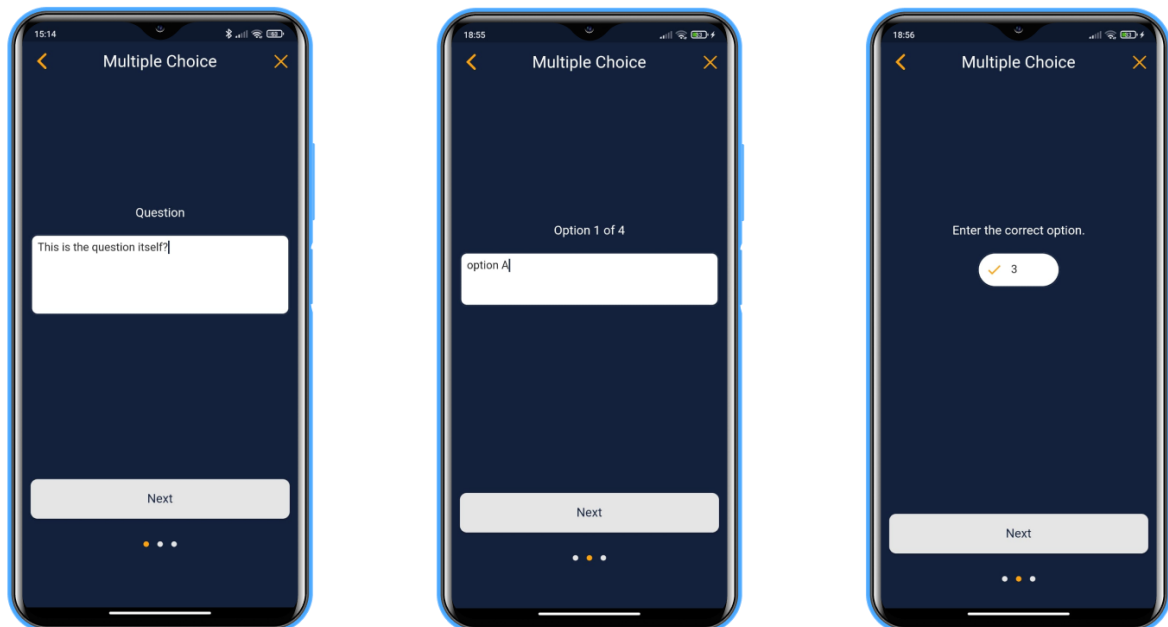 15:14
Multiple Choice
Question
This is the question itself?
Next
18:55
Multiple Choice
Option 1 of 4
option A
Next
18:56
Multiple Choice
Enter the correct option.
3
Next